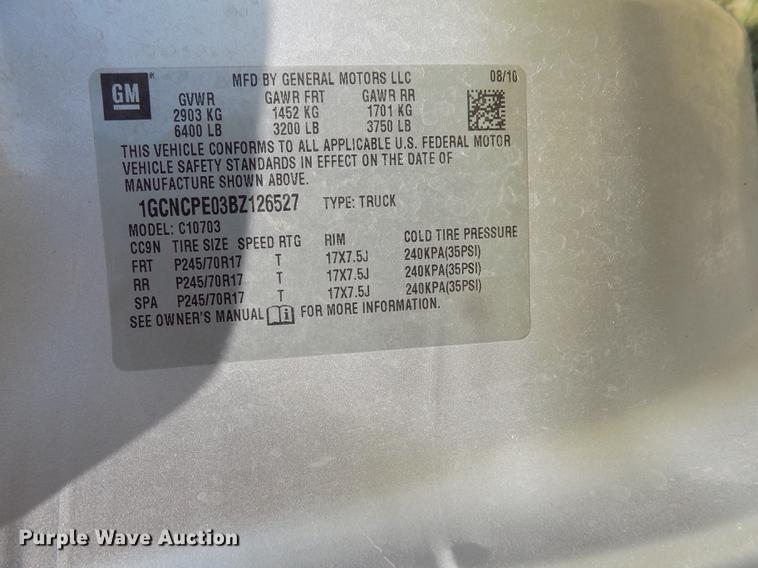 GM
MFD BY GENERAL MOTORS LLC 08/10
GVWR GAWR FRT GAWR RR
2903 KG 1452 KG 1701 KG
6400 LB 3200 LB 3750 LB
THIS VEHICLE CONFORMS TO ALL APPLICABLE U.S. FEDERAL MOTOR
VEHICLE SAFETY STANDARDS IN EFFECT ON THE DATE OF
MANUFACTURE SHOWN ABOVE.
1GCNCPE03BZ126527 TYPE: TRUCK
MODEL: C10703
CC9N TIRE SIZE SPEED RTG RIM COLD TIRE PRESSURE
FRT P245/70R17 T 17X7.5J 240KPA(35PSI)
RR P245/70R17 T 17X7.5J 240KPA(35PSI)
SPA P245/70R17 T 17X7.5J 240KPA(35PSI)
SEE OWNER'S MANUAL i FOR MORE INFORMATION.
Purple Wave Auction